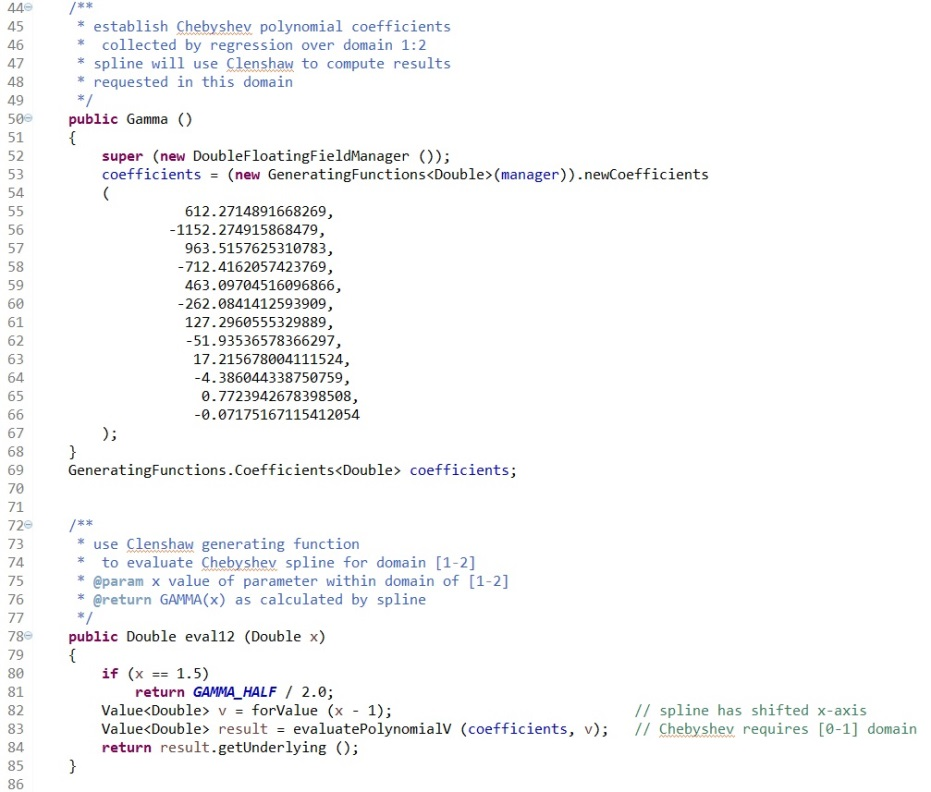 44 /**
45 * establish Chebyshev polynomial coefficients
46 * collected by regression over domain 1:2
47 * spline will use Clenshaw to compute results
48 * requested in this domain
49 */
50 public Gamma ()
51 {
52 super (new DoubleFloatingFieldManager ());
53 coefficients = (new GeneratingFunctions<Double>(manager)).newCoefficients
54 (
55 612.2714891668269,
56 -1152.274915868479,
57 963.5157625310783,
58 -712.4162057423769,
59 463.09704516096866,
60 -262.0841412593909,
61 127.2960555329889,
62 -51.93536578366297,
63 17.215678004111524,
64 -4.386044338750759,
65 0.7723942678398508,
66 -0.07175167115412054
67 );
68 }
69 GeneratingFunctions.Coefficients<Double> coefficients;
70
71
72 /**
73 * use Clenshaw generating function
74 * to evaluate Chebyshev spline for domain [1-2]
75 * @param x value of parameter within domain of [1-2]
76 * @return GAMMA(x) as calculated by spline
77 */
78 public Double eval12 (Double x)
79 {
80 if (x == 1.5)
81 return GAMMA_HALF / 2.0;
82 Value<Double> v = forValue (x - 1); // spline has shifted x-axis
83 Value<Double> result = evaluatePolynomialV (coefficients, v); // Chebyshev requires [0-1] domain
84 return result.getUnderlying ();
85 }
86